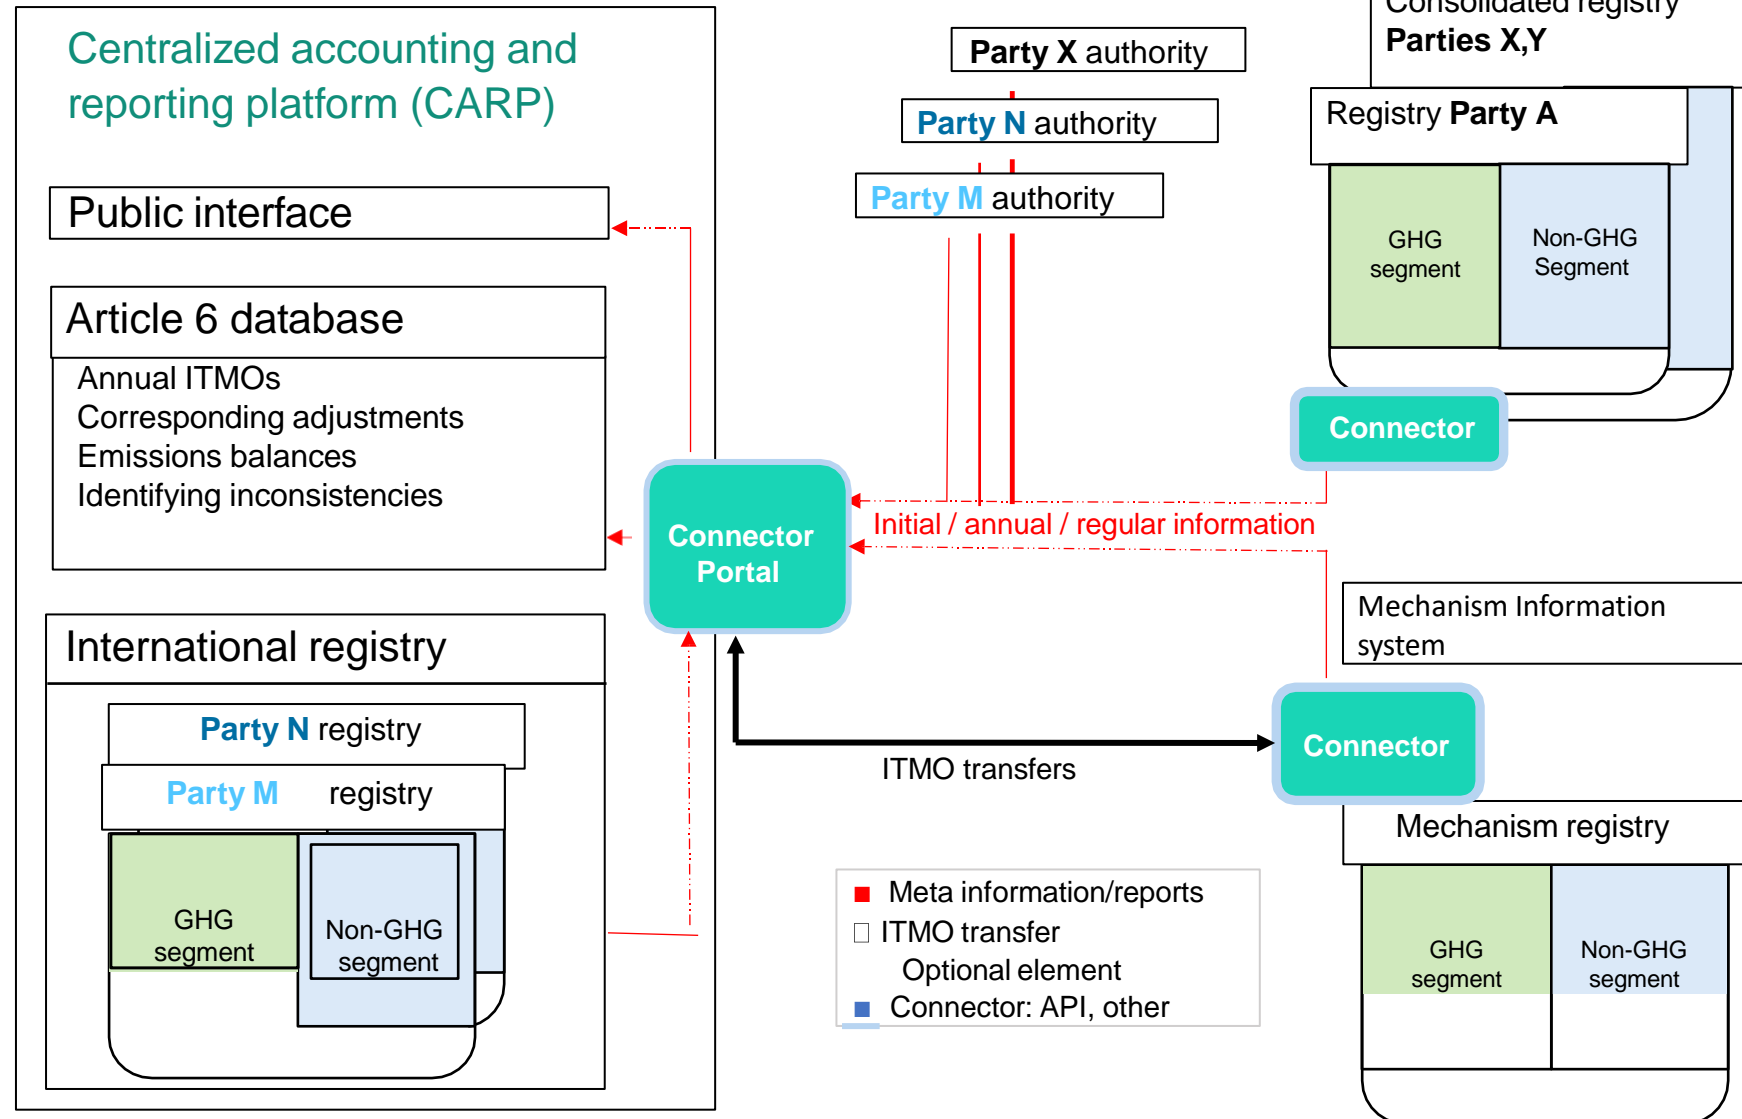 Centralized accounting and
reporting platform (CARP)
Public interface
Article 6 database
Annual ITMOs
Corresponding adjustments
Emissions balances
Identifying inconsistencies
International registry
Party N registry
Party M registry
GHG
segment
Non-GHG
segment
Connector
Portal
Party X authority
Party N authority
Party M authority
Initial / annual / regular information
ITMO transfers
Meta information/reports
ITMO transfer
Optional element
Connector: API, other
Consolidated registry
Parties X,Y
Registry Party A
GHG
segment
Non-GHG
Segment
Connector
Mechanism Information
system
Connector
Mechanism registry
GHG
segment
Non-GHG
segment